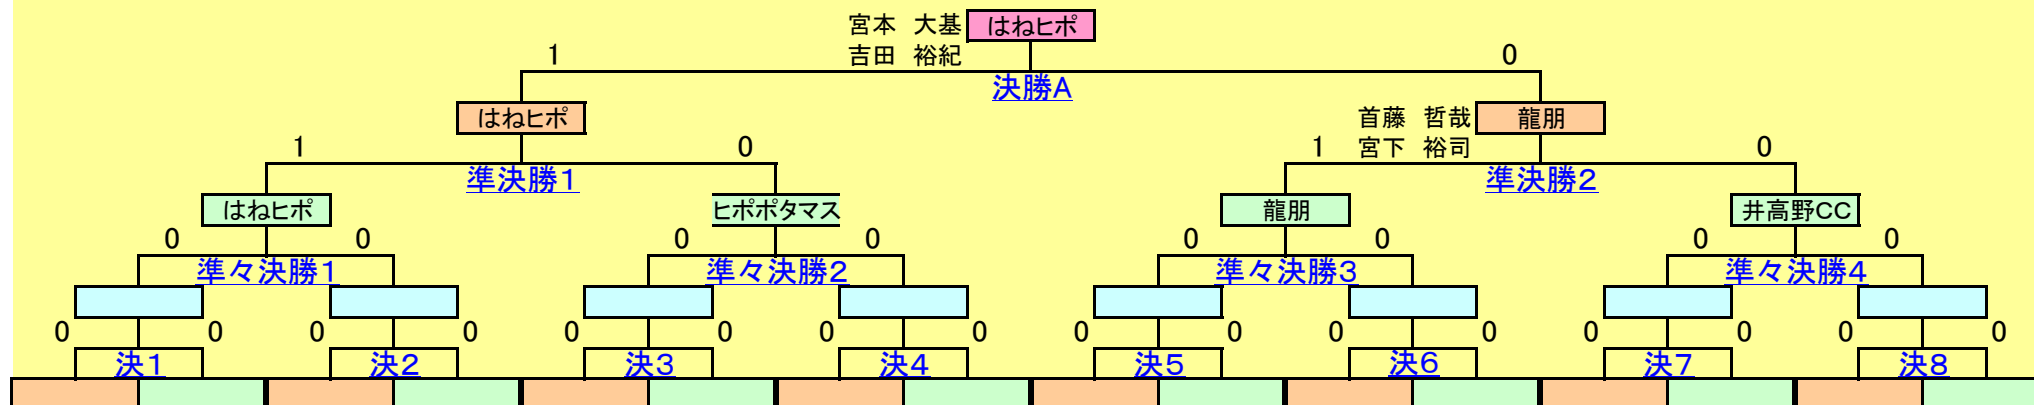 宮本　大基 はねヒポ
1 吉田　裕紀 0
決勝A
はねヒポ 首藤　哲哉 龍朋
1 0 1 宮下　裕司 0
準決勝1 準決勝2
はねヒポ ヒポポタマス 龍朋 井高野CC
0 0 0 0 0 0 0 0
準々決勝1 準々決勝2 準々決勝3 準々決勝4
0 0 0 0 0 0 0 0 0 0 0 0 0 0 0 0
決1 決2 決3 決4 決5 決6 決7 決8